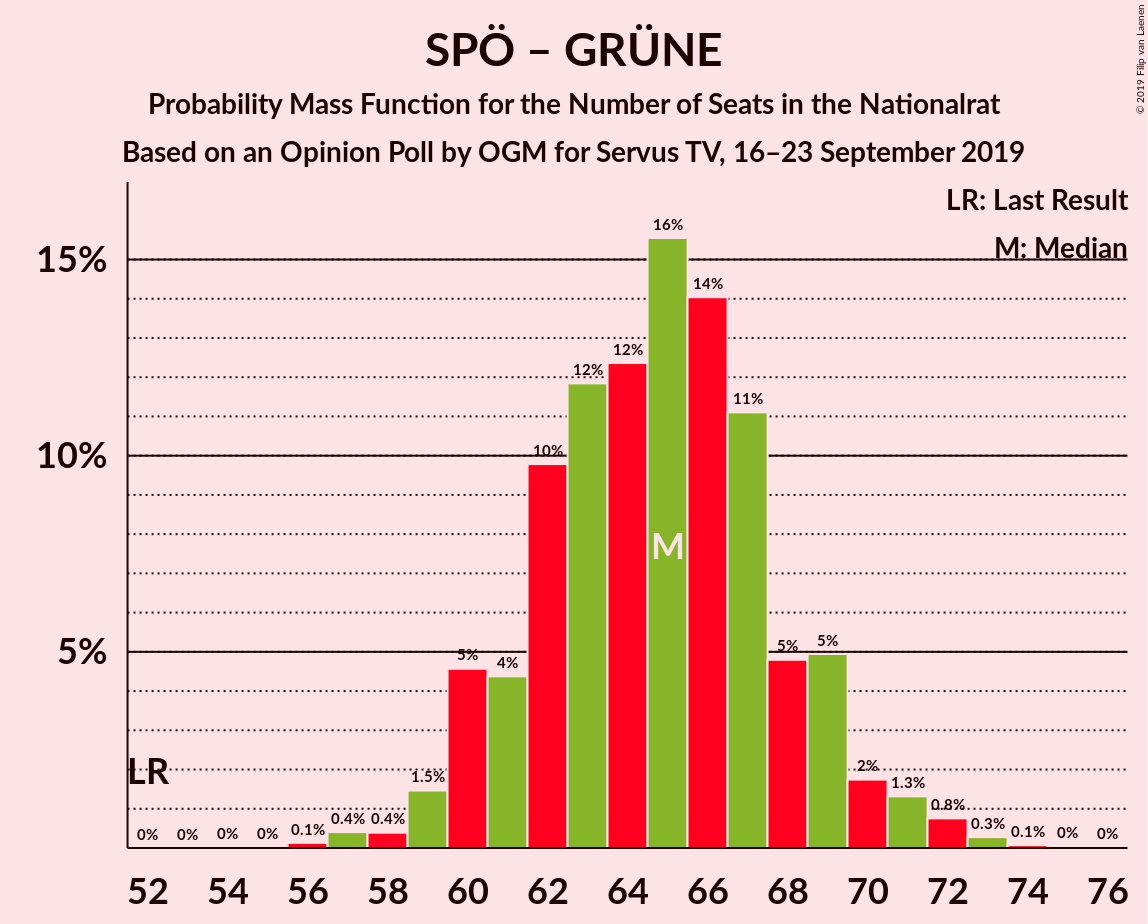 SPÖ – GRÜNE
Probability Mass Function for the Number of Seats in the Nationalrat
Based on an Opinion Poll by OGM for Servus TV, 16–23 September 2019
© 2019 Filip van Laenen
LR: Last Result
M: Median
15%
10%
5%
LR
M
0% 0% 0% 0% 0.1% 0.4% 0.4% 1.5% 5% 4% 10% 12% 12% 16% 14% 11% 5% 5% 2% 1.3% 0.8% 0.3% 0.1% 0% 0%
52 54 56 58 60 62 64 66 68 70 72 74 76